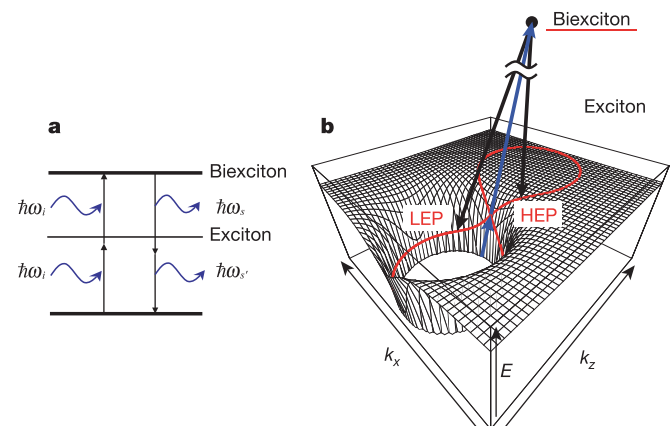 Biexciton
Exciton
a
b
Biexciton
ħωi
ħωs
LEP
HEP
Exciton
ħωi
ħωs'
kx
E
kz